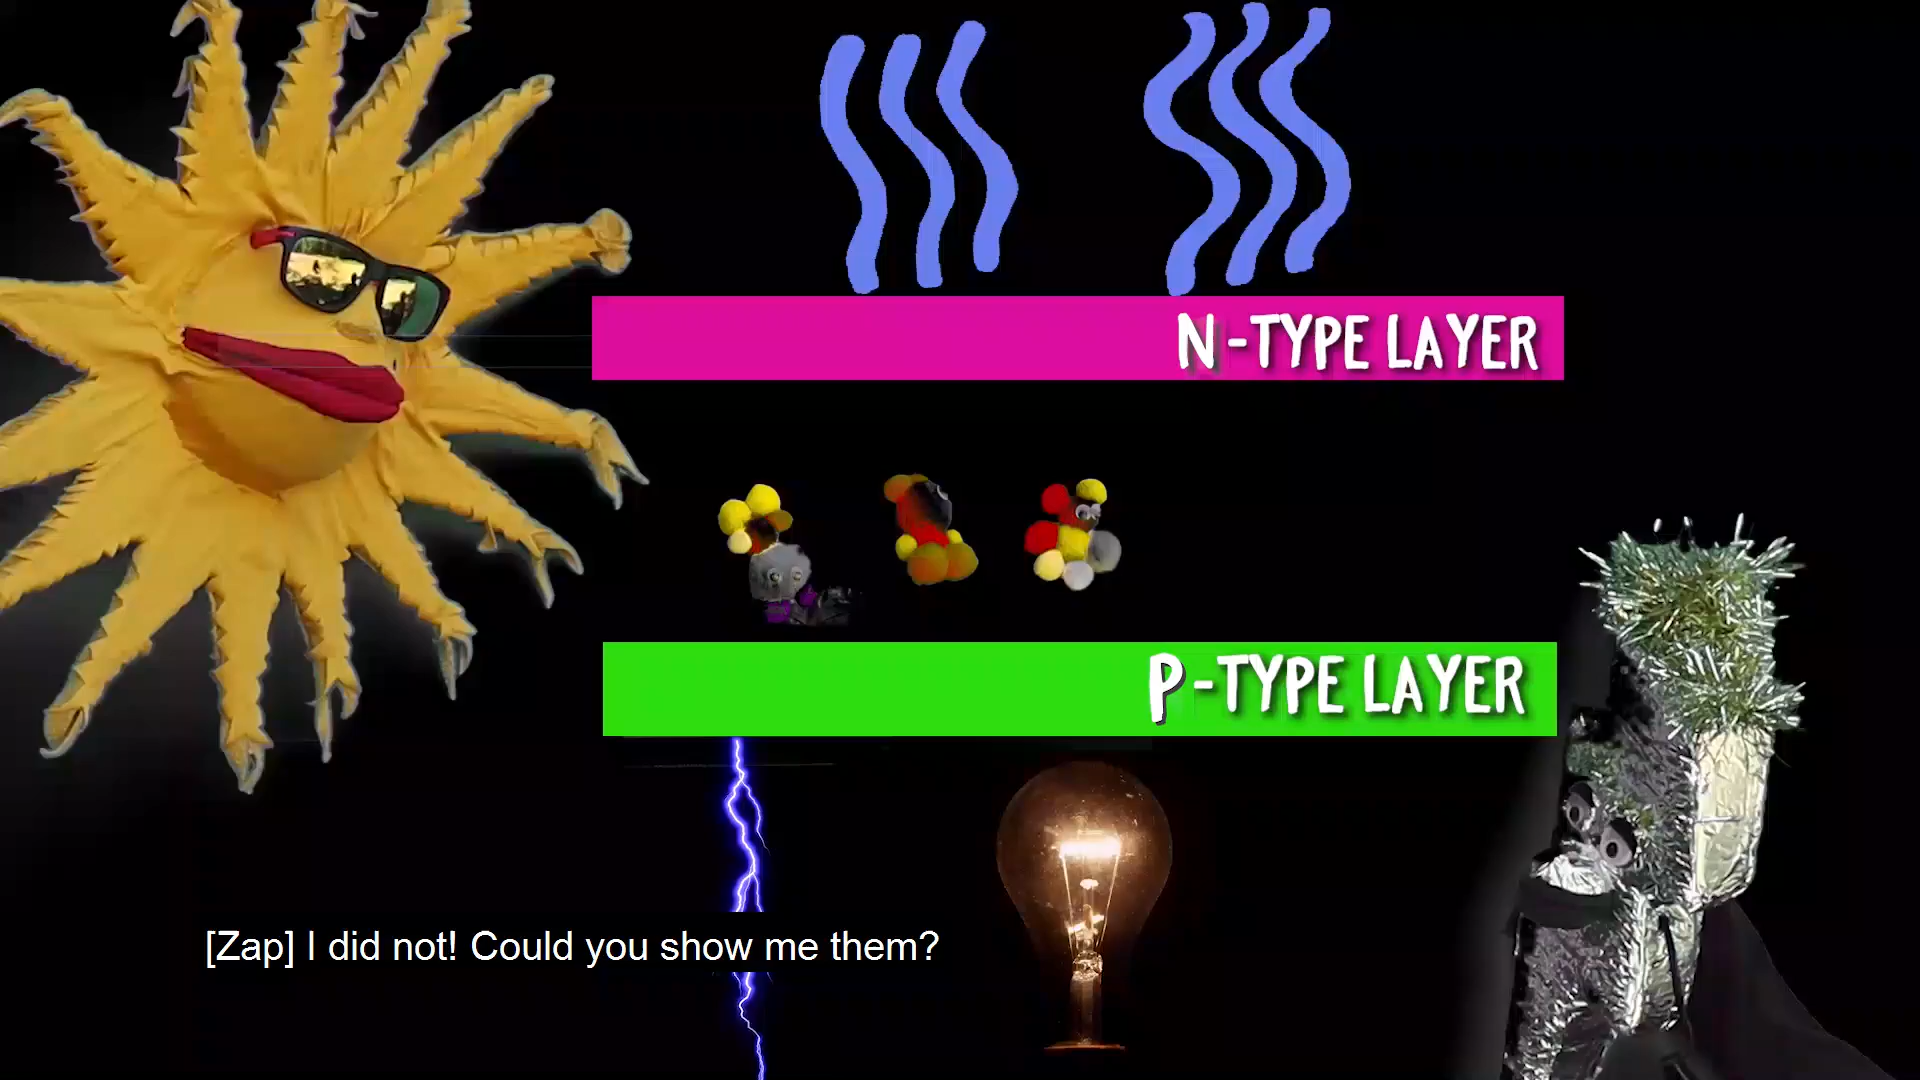 N-TYPE LAYER
P-TYPE LAYER
[Zap] I did not! Could you show me them?